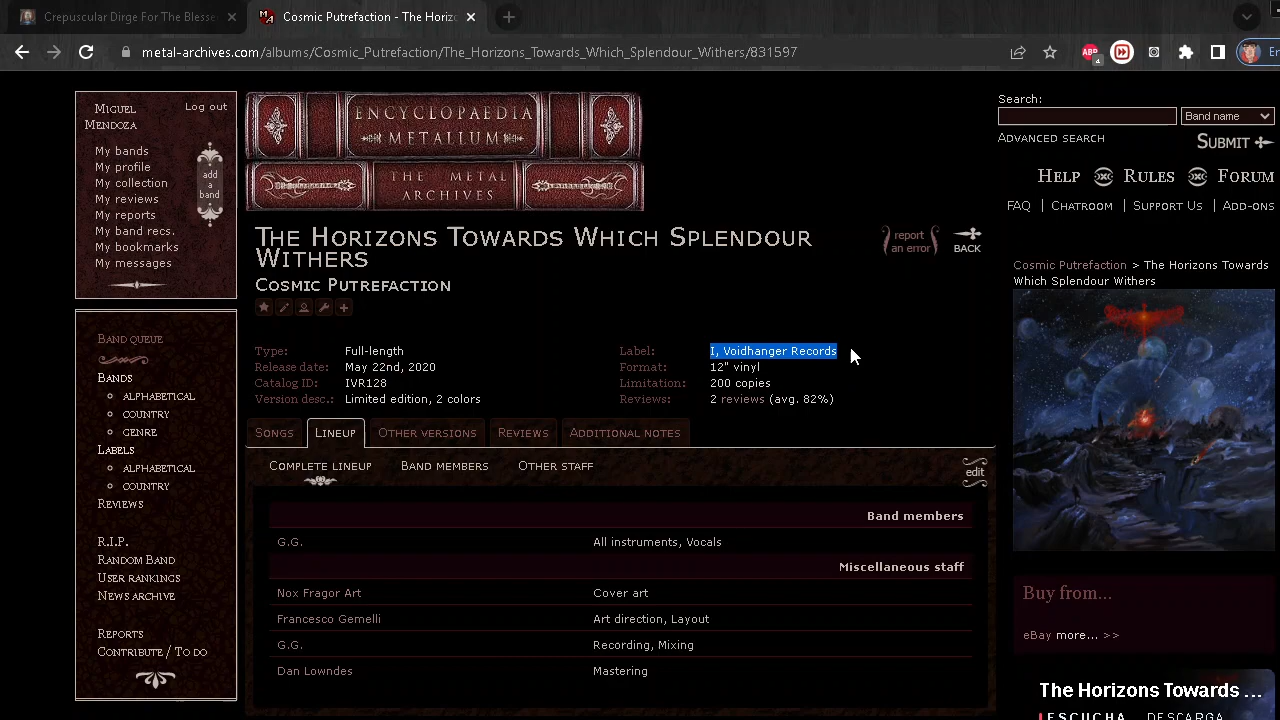 Crepuscular Dirge For The Blesse
Cosmic Putrefaction - The Horizo
metal-archives.com/albums/Cosmic_Putrefaction/The_Horizons_Towards_Which_Splendour_Withers/831597
ABP
4
En
Miguel Mendoza
Log out
My bands
My profile
My collection
My reviews
My reports
My band recs.
My bookmarks
My messages
add
a
band
ENCYCLOPAEDIA
METALLUM
THE METAL
ARCHIVES
Search:
Band name
Advanced search
Submit
Help
Rules
Forum
FAQ | Chatroom | Support Us | Add-ons
The Horizons Towards Which Splendour
Withers
Cosmic Putrefaction
report
an error
BACK
Type: Full-length
Release date: May 22nd, 2020
Catalog ID: IVR128
Version desc.: Limited edition, 2 colors
Label: I, Voidhanger Records
Format: 12" vinyl
Limitation: 200 copies
Reviews: 2 reviews (avg. 82%)
Songs
Lineup
Other versions
Reviews
Additional notes
Complete lineup
Band members
Other staff
edit
Band members
G.G. All instruments, Vocals
Miscellaneous staff
Nox Fragor Art Cover art
Francesco Gemelli Art direction, Layout
G.G. Recording, Mixing
Dan Lowndes Mastering
Band queue
Bands
alphabetical
country
genre
Labels
alphabetical
country
Reviews
R.I.P.
Random Band
User rankings
News archive
Reports
Contribute / To do
Cosmic Putrefaction > The Horizons Towards
Which Splendour Withers
Buy from...
eBay more... >>
The Horizons Towards ...
ESCUCHA DESCARGA